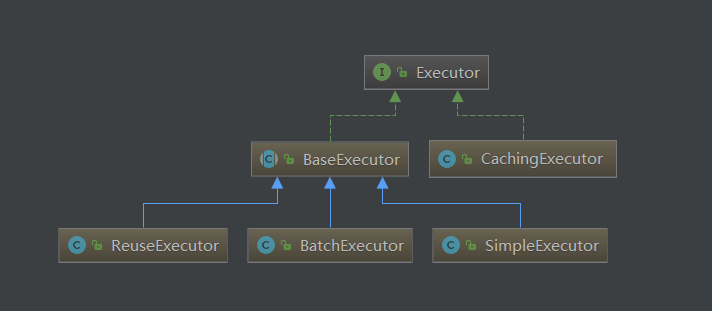 I Executor
C BaseExecutor
C CachingExecutor
C ReuseExecutor
C BatchExecutor
C SimpleExecutor